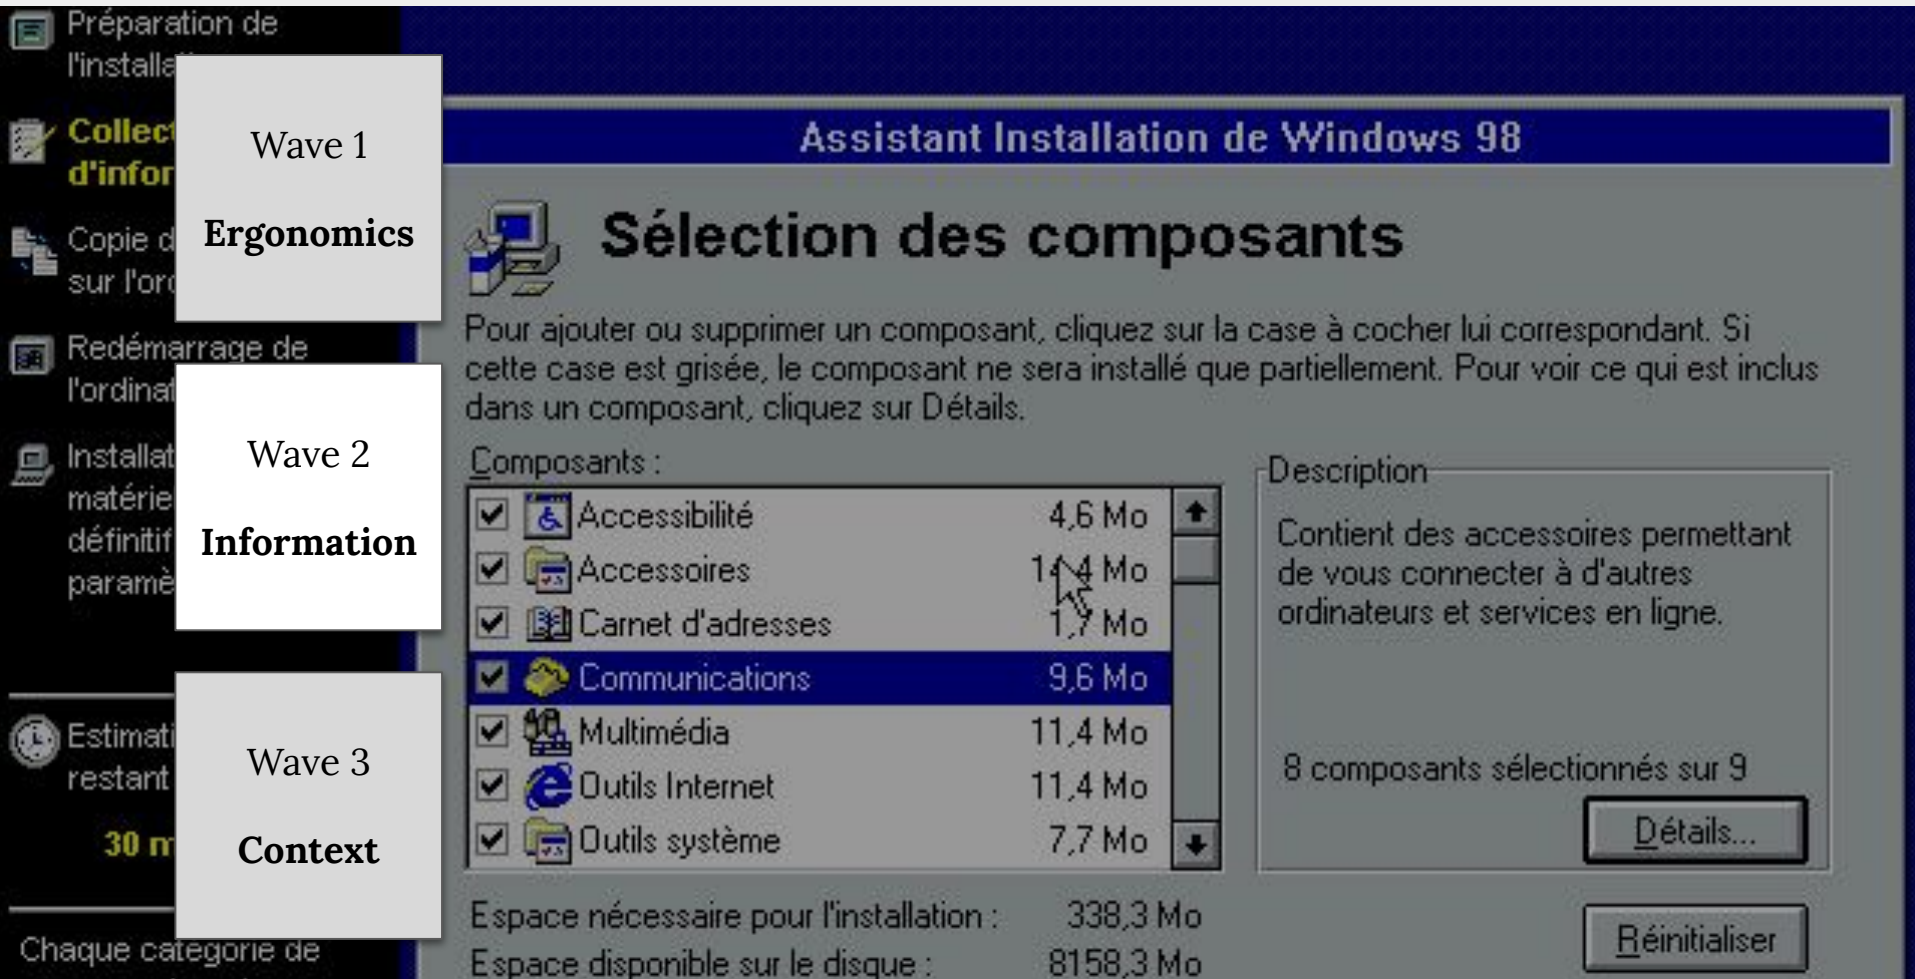 Préparation de
Collect
d'infor
Copie d
sur l'ord
Redémarrage de
l'ordinat
Installat
matérie
définitif
paramè
Estimati
restant
30 m
Chaque catégorie de
Wave 1
Ergonomics
Wave 2
Information
Wave 3
Context
Assistant Installation de Windows 98
Sélection des composants
Pour ajouter ou supprimer un composant, cliquez sur la case à cocher lui correspondant. Si
cette case est grisée, le composant ne sera installé que partiellement. Pour voir ce qui est inclus
dans un composant, cliquez sur Détails.
Composants :
Accessibilité 4,6 Mo
Accessoires 14,4 Mo
Carnet d'adresses 1,7 Mo
Communications 9,6 Mo
Multimédia 11,4 Mo
Outils Internet 11,4 Mo
Outils système 7,7 Mo
Description
Contient des accessoires permettant
de vous connecter à d'autres
ordinateurs et services en ligne.
8 composants sélectionnés sur 9
Détails...
Espace nécessaire pour l'installation : 338,3 Mo
Espace disponible sur le disque : 8158,3 Mo
Réinitialiser